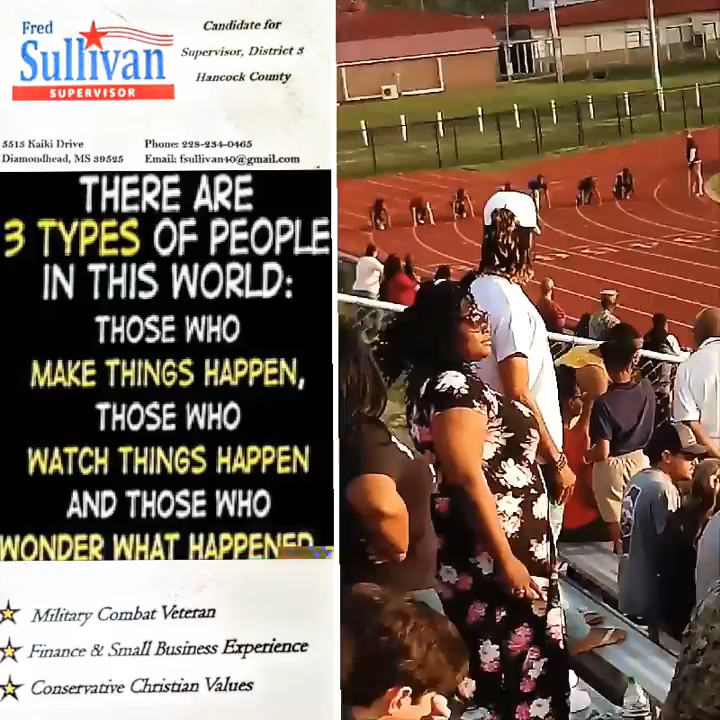 Fred
Sullivan
SUPERVISOR
Candidate for
Supervisor, District 3
Hancock County
5513 Kaiki Drive
Diamondhead, MS 39525
Phone: 228-234-0465
Email: fsullivan40@gmail.com
THERE ARE
3 TYPES OF PEOPLE
IN THIS WORLD:
THOSE WHO
MAKE THINGS HAPPEN,
THOSE WHO
WATCH THINGS HAPPEN
AND THOSE WHO
WONDER WHAT HAPPENED
Military Combat Veteran
Finance & Small Business Experience
Conservative Christian Values